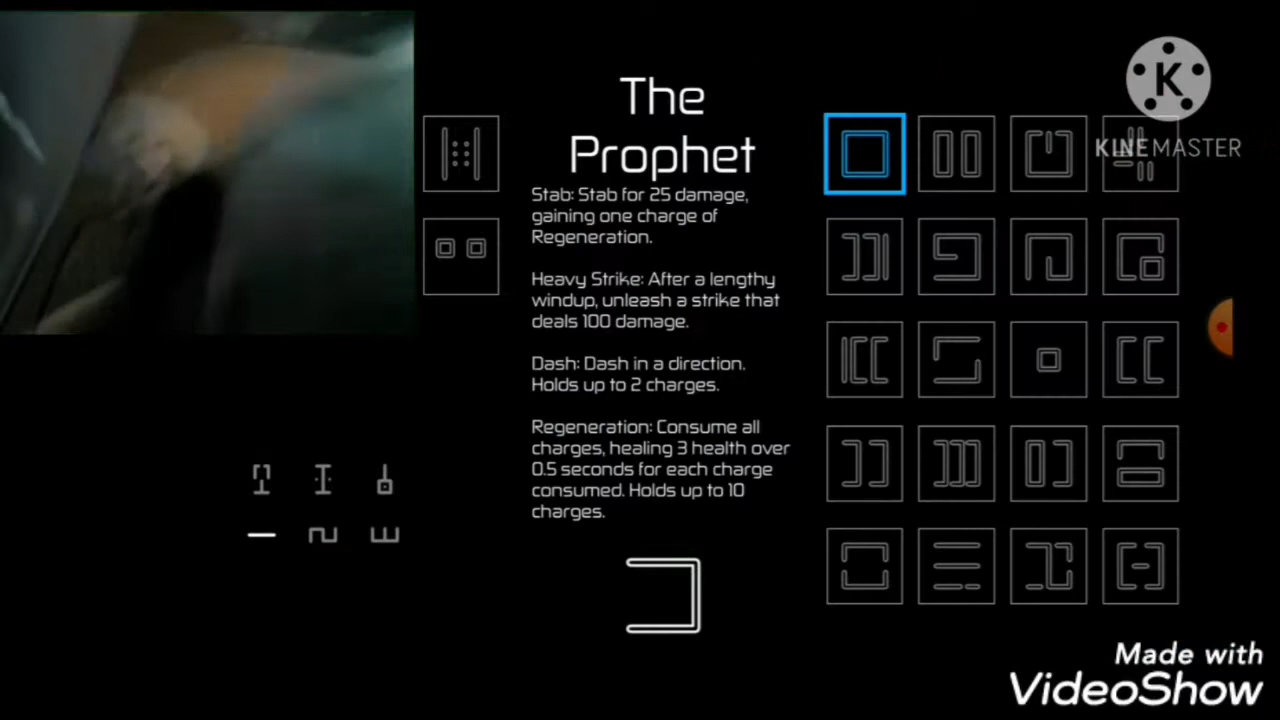 The
Prophet
Stab: Stab for 25 damage,
gaining one charge of
Regeneration.
Heavy Strike: After a lengthy
windup, unleash a strike that
deals 100 damage.
Dash: Dash in a direction.
Holds up to 2 charges.
Regeneration: Consume all
charges, healing 3 health over
0.5 seconds for each charge
consumed. Holds up to 10
charges.
K
KINEMASTER
Made with
VideoShow